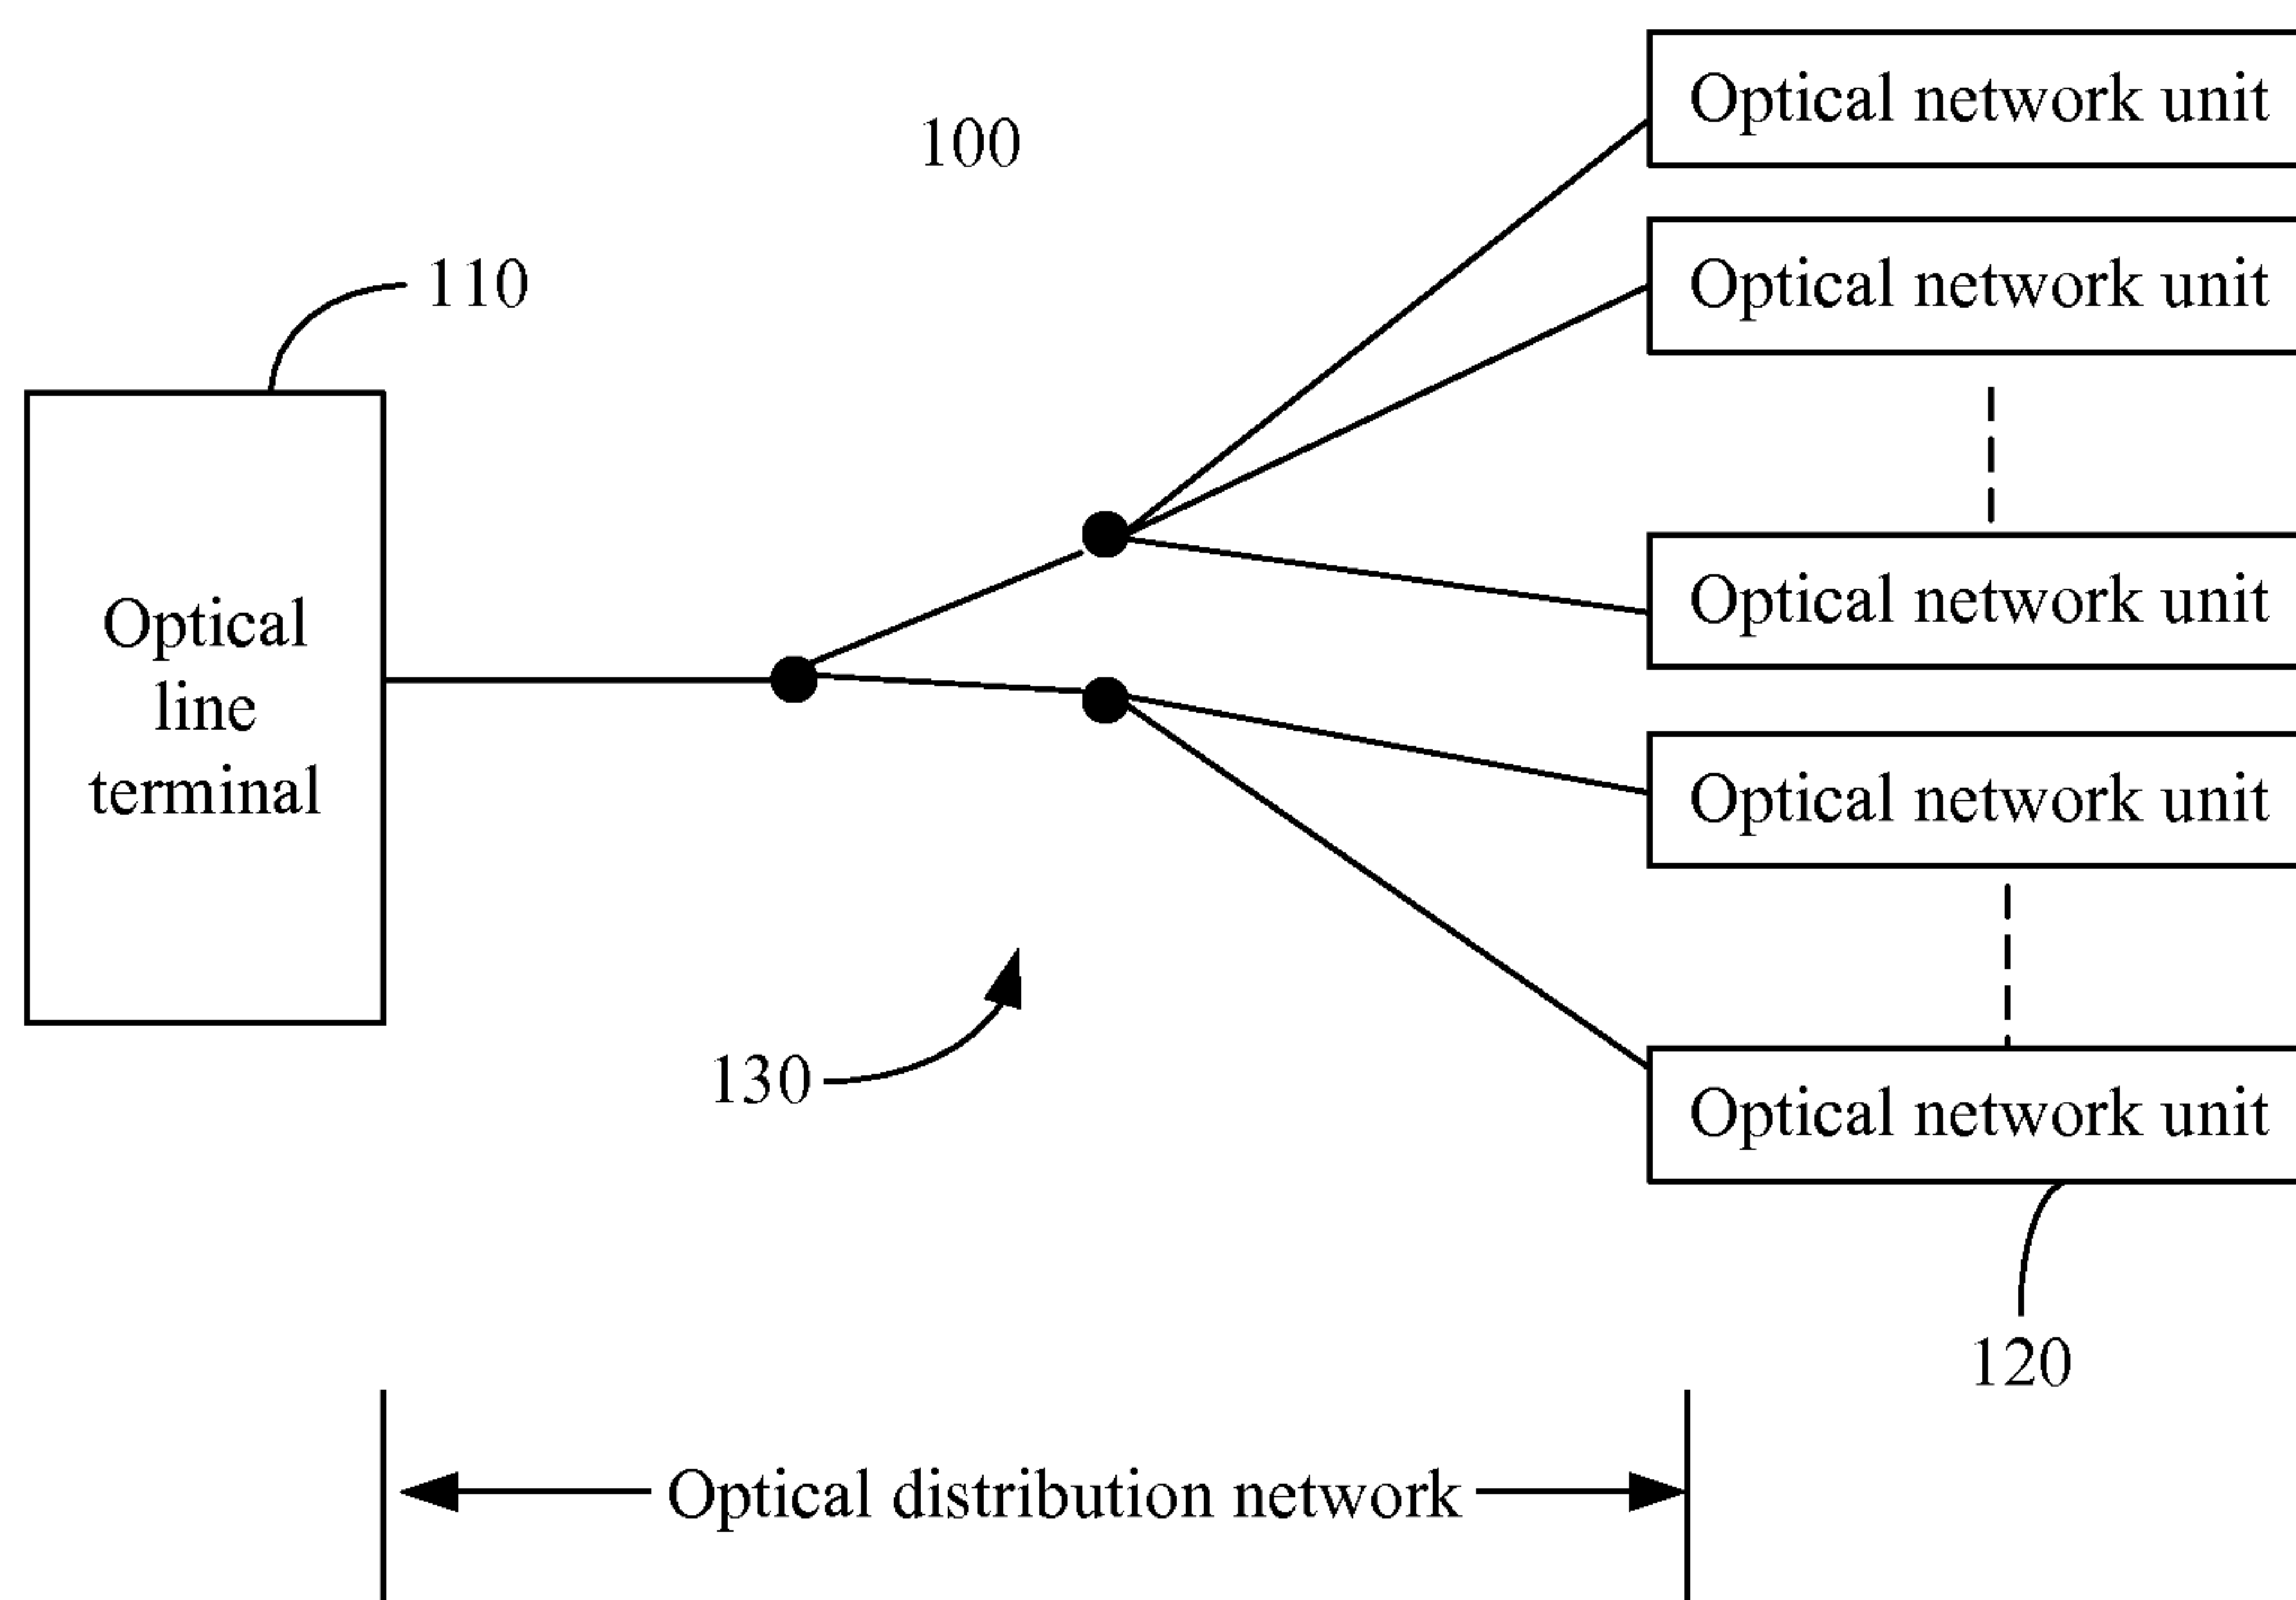 Optical network unit
100
Optical network unit
110
Optical
line
terminal
Optical network unit
Optical network unit
130
Optical network unit
120
Optical distribution network